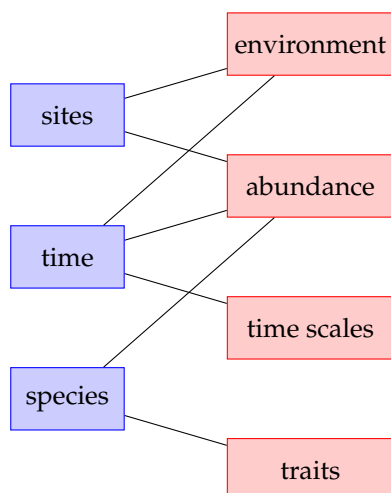 environment
sites
abundance
time
time scales
species
traits